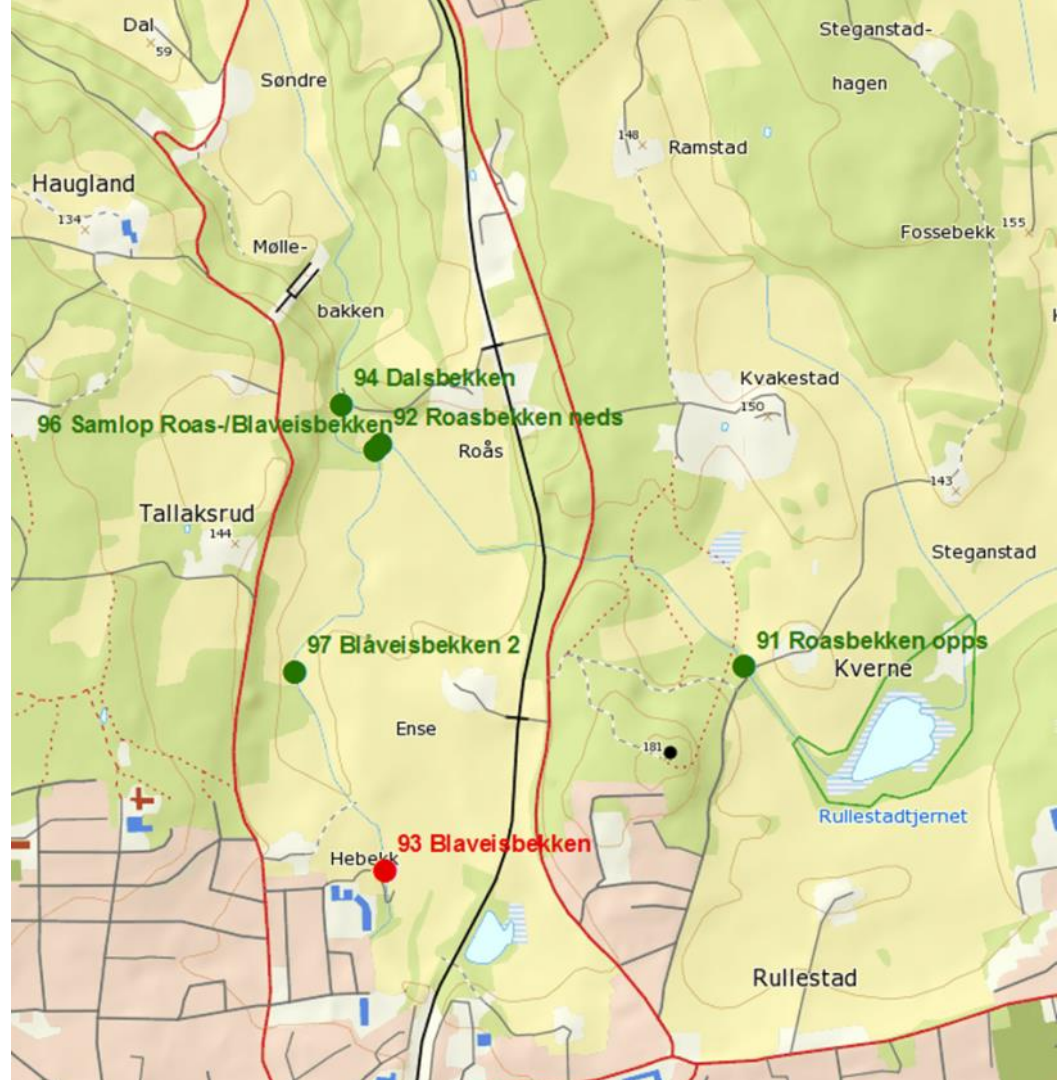 Dal
59
Steganstad-
hagen
Søndre
148
Ramstad
Haugland
134
Fossebekk
155
Mølle-
bakken
94 Dalsbekken
Kvakestad
150
96 Samlop Roas-/Blaveisbekken
92 Roasbekken neds
Roås
143
Tallaksrud
144
Steganstad
97 Blåveisbekken 2
91 Roasbekken opps
Kverne
Ense
181
Rullestadtjernet
93 Blaveisbekken
Hebekk
Rullestad